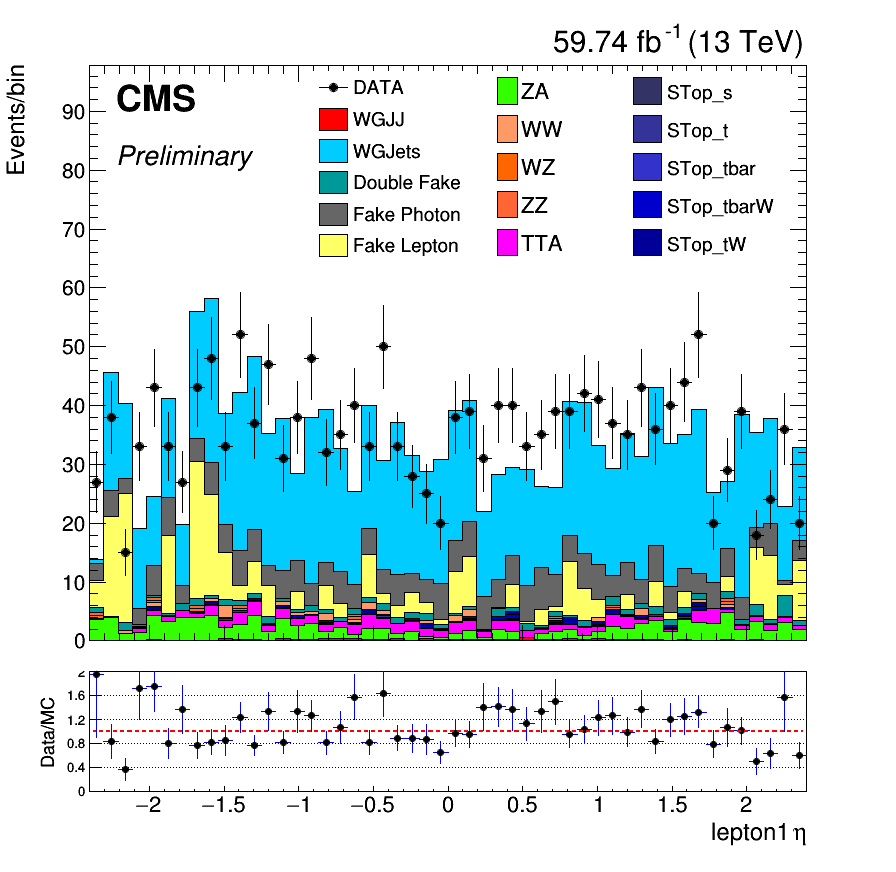 59.74 fb⁻¹ (13 TeV)
Events/bin
CMS
Preliminary
DATA
WGJJ
WGJets
Double Fake
Fake Photon
Fake Lepton
ZA
WW
WZ
ZZ
TTA
STop_s
STop_t
STop_tbar
STop_tbarW
STop_tW
90
80
70
60
50
40
30
20
10
0
Data/MC
2
1.6
1.2
0.8
0.4
0
−2 −1.5 −1 −0.5 0 0.5 1 1.5 2
lepton1 η